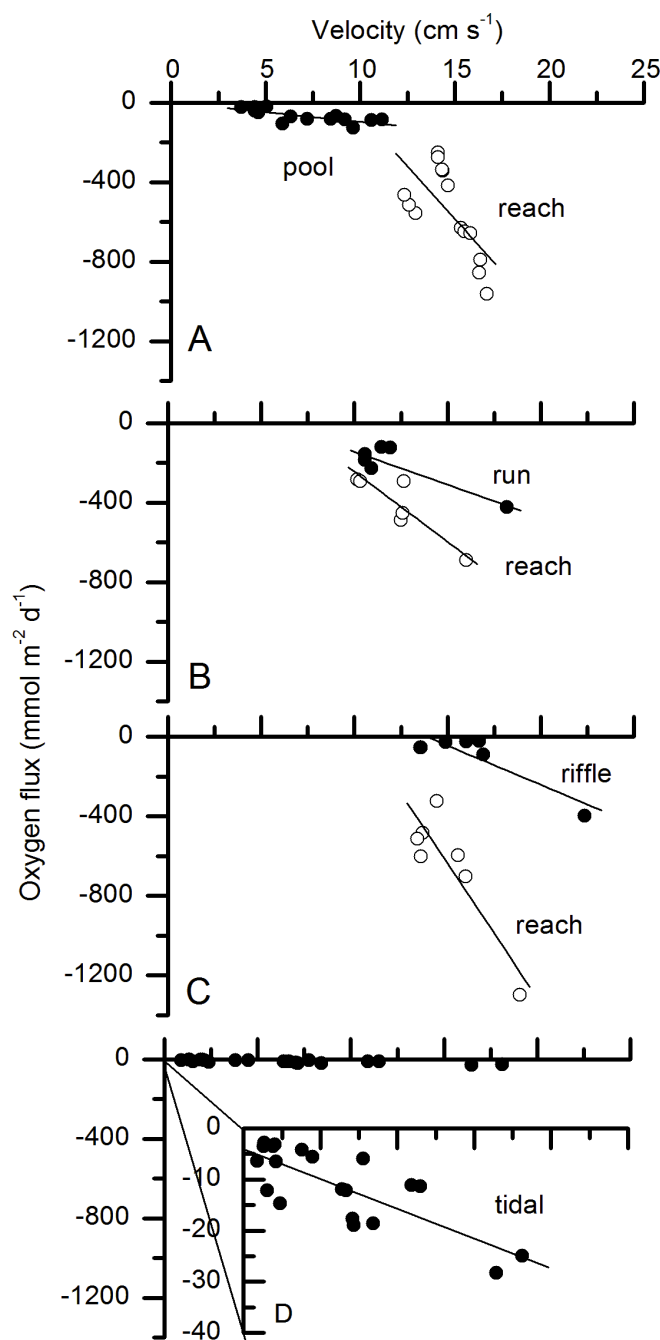 Velocity (cm s-1)
0 5 10 15 20 25
0
-400
-800
-1200
pool
reach
A
0
-400
-800
-1200
run
reach
B
Oxygen flux (mmol m-2 d-1)
0
-400
-800
-1200
riffle
reach
C
0
-400
-800
-1200
0
-10
-20
-30
-40
tidal
D